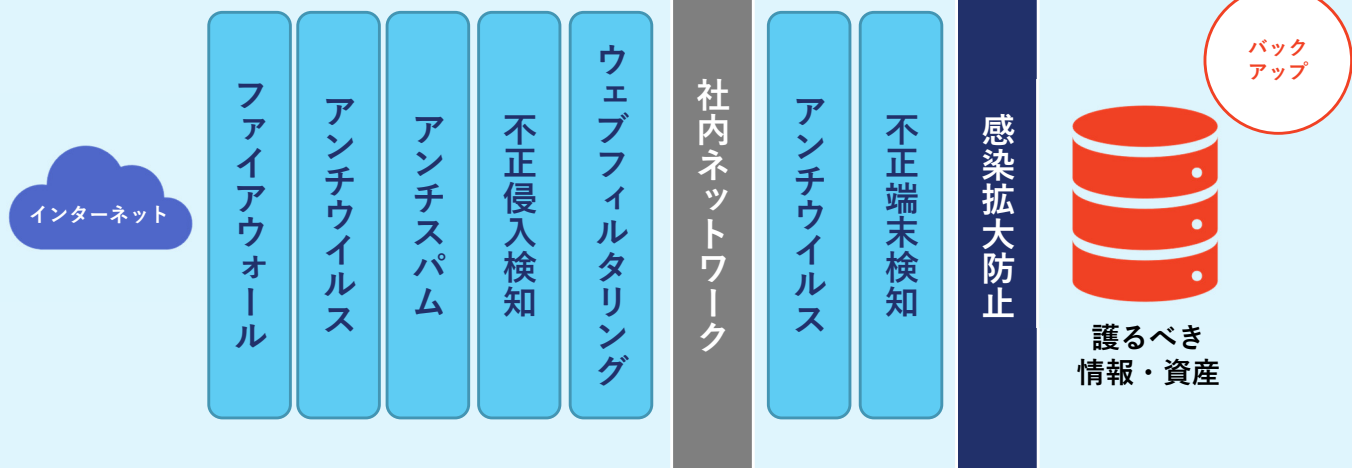 インターネット
ファイアウォール
アンチウイルス
アンチスパム
不正侵入検知
ウェブフィルタリング
社内ネットワーク
アンチウイルス
不正端末検知
感染拡大防止
バック
アップ
護るべき
情報・資産